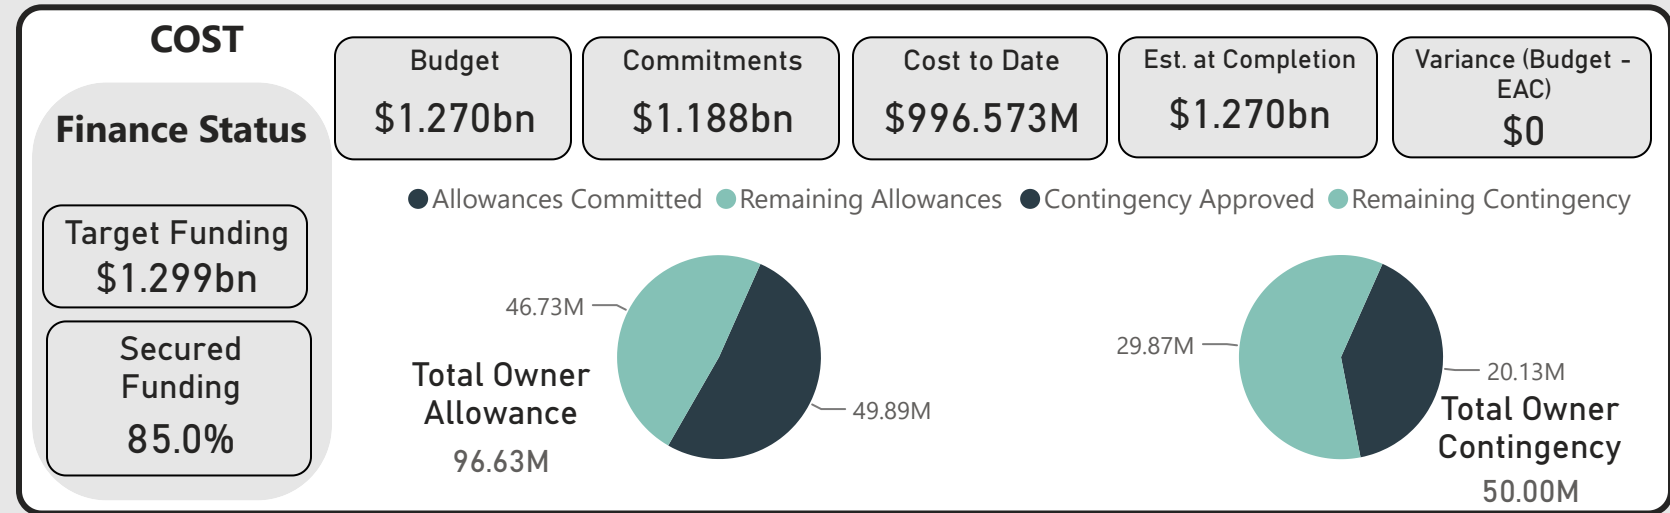 COST
Finance Status
Target Funding
$1.299bn
Secured
Funding
85.0%
Budget
$1.270bn
Commitments
$1.188bn
Cost to Date
$996.573M
Est. at Completion
$1.270bn
Variance (Budget -
EAC)
$0
Allowances Committed
Remaining Allowances
Contingency Approved
Remaining Contingency
46.73M
49.89M
Total Owner
Allowance
96.63M
29.87M
20.13M
Total Owner
Contingency
50.00M